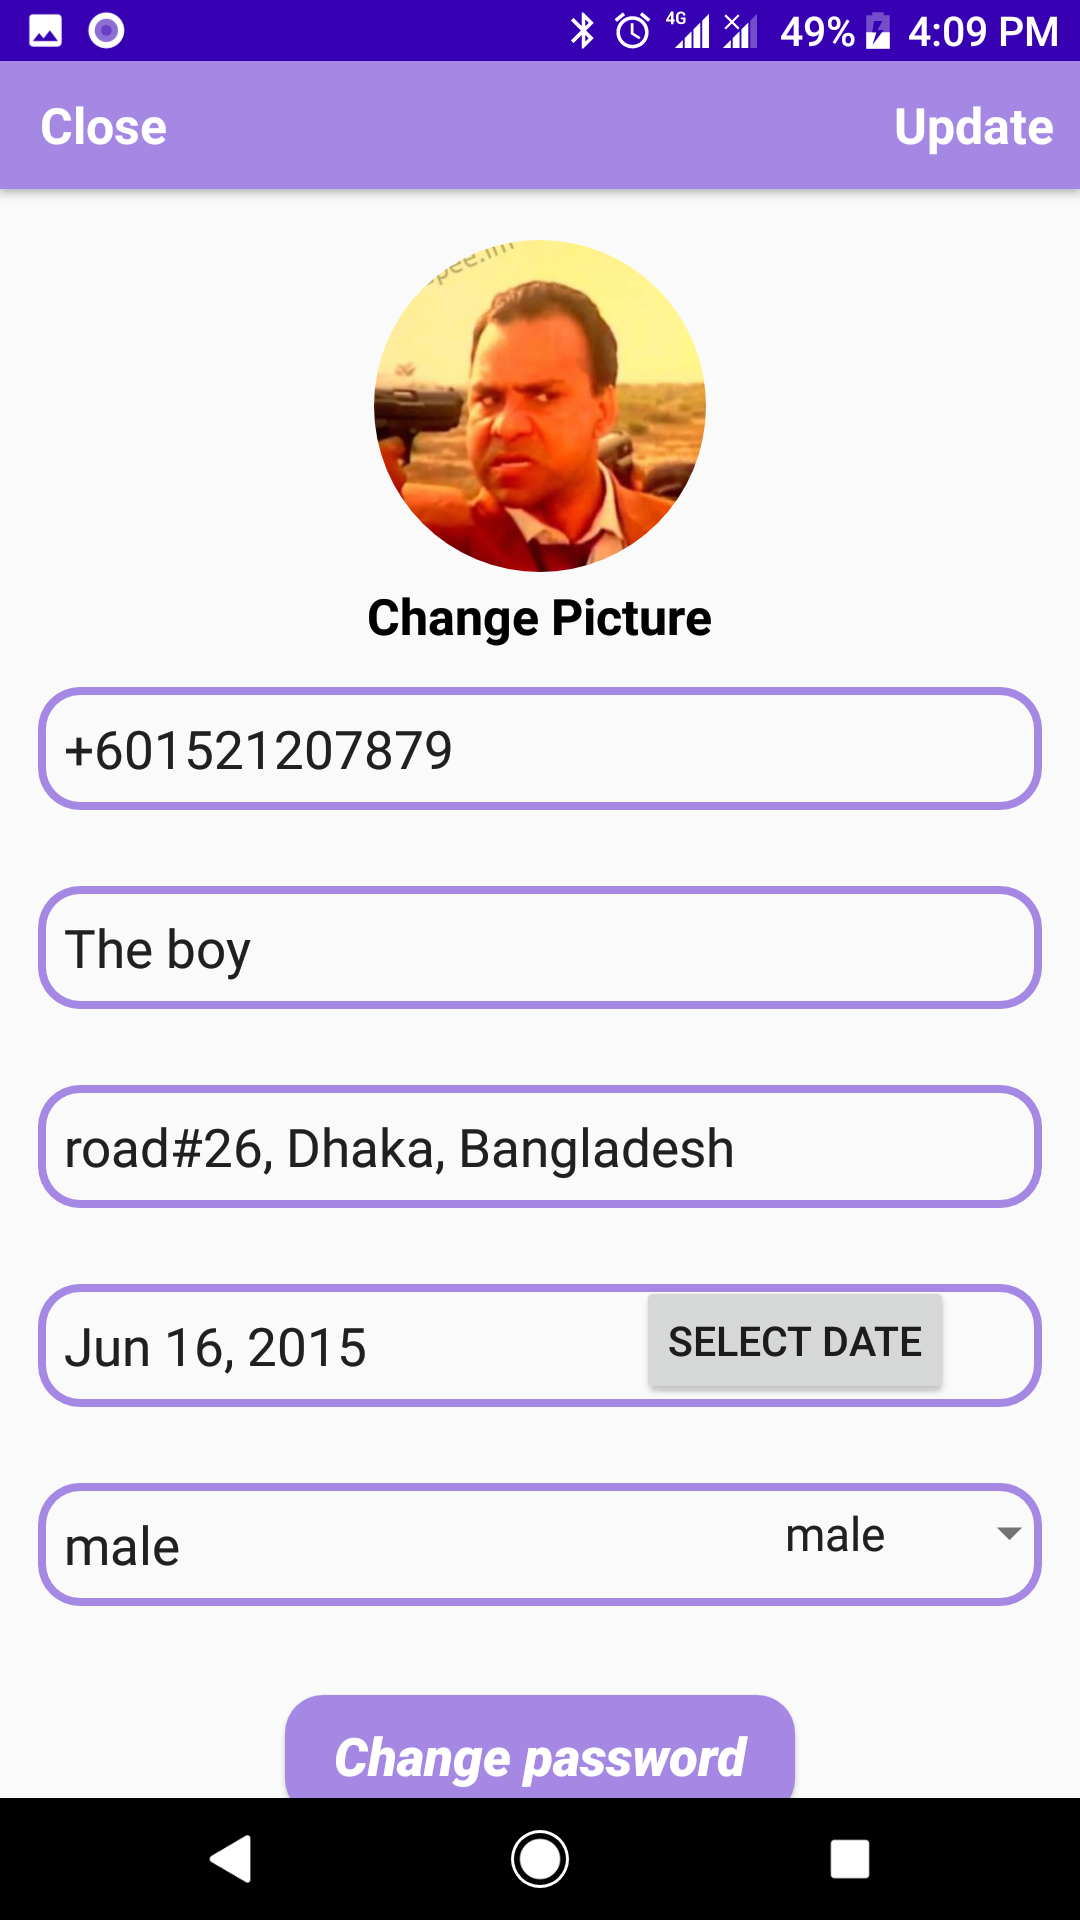 4G 49% 4:09 PM
Close Update
Change Picture
+601521207879
The boy
road#26, Dhaka, Bangladesh
Jun 16, 2015 SELECT DATE
male male
Change password